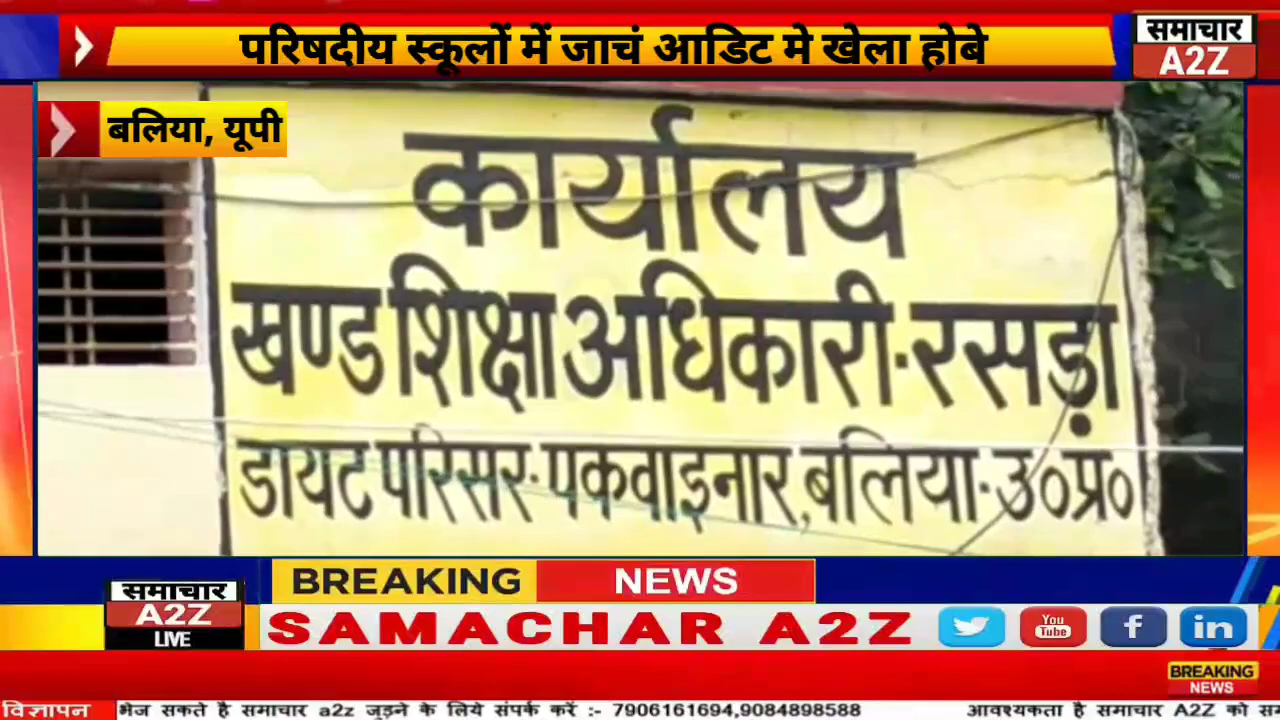 परिषदीय स्कूलों में जाचं आडिट मे खेला होबे
समाचार
A2Z
बलिया, यूपी
कार्यालय
खण्ड शिक्षा अधिकारी·रसड़ा
डायट परिसर·पकवाइनार,बलिया·उ०प्र०
BREAKING NEWS
समाचार
A2Z
LIVE
SAMACHAR A2Z
You
Tube
f
in
BREAKING
NEWS
विज्ञापन
भेज सकते है समाचार a2z जुड़ने के लिये संपर्क करें :- 7906161694,9084898588
आवश्यकता है समाचार A2Z को